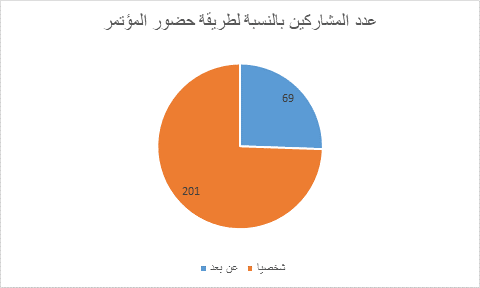 عدد المشاركين بالنسبة لطريقة حضور المؤتمر
69
201
عن بعد
شخصيا